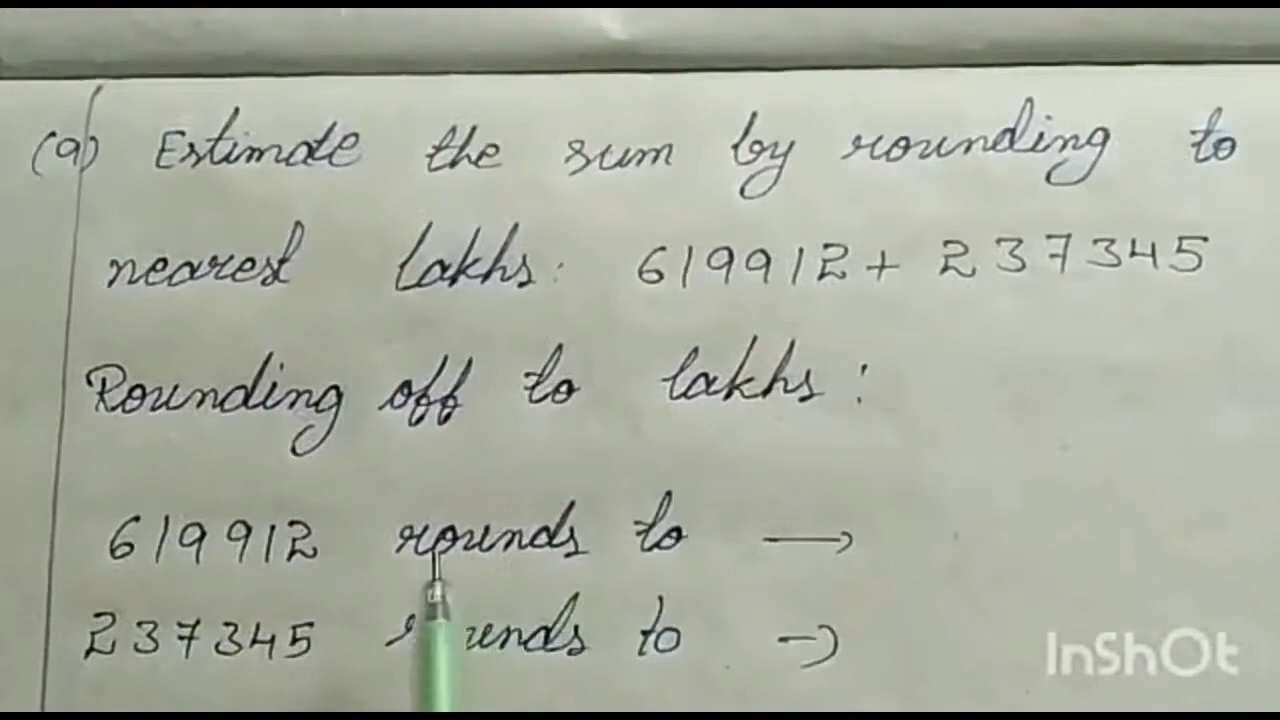 (a) Estimate the sum by rounding to
nearest lakhs: 619912 + 237345
Rounding off to lakhs:
619912 rounds to →
237345 rounds to →
InShOt